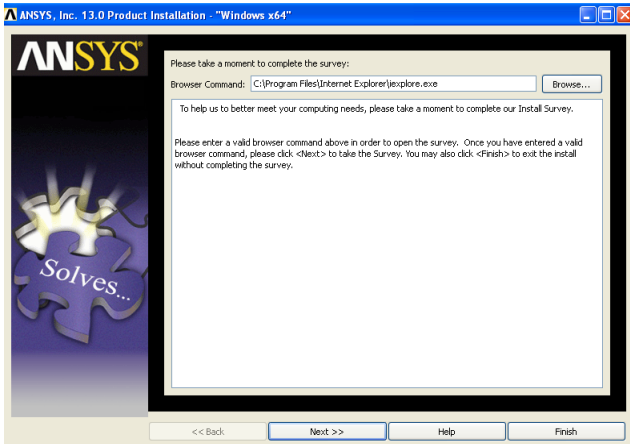 ANSYS, Inc. 13.0 Product Installation - "Windows x64"
ANSYS®
Please take a moment to complete the survey:
Browser Command: C:\Program Files\Internet Explorer\iexplore.exe Browse...
To help us to better meet your computing needs, please take a moment to complete our Install Survey.
Please enter a valid browser command above in order to open the survey. Once you have entered a valid
browser command, please click <Next> to take the Survey. You may also click <Finish> to exit the install
without completing the survey.
Solves...
<< Back Next >> Help Finish